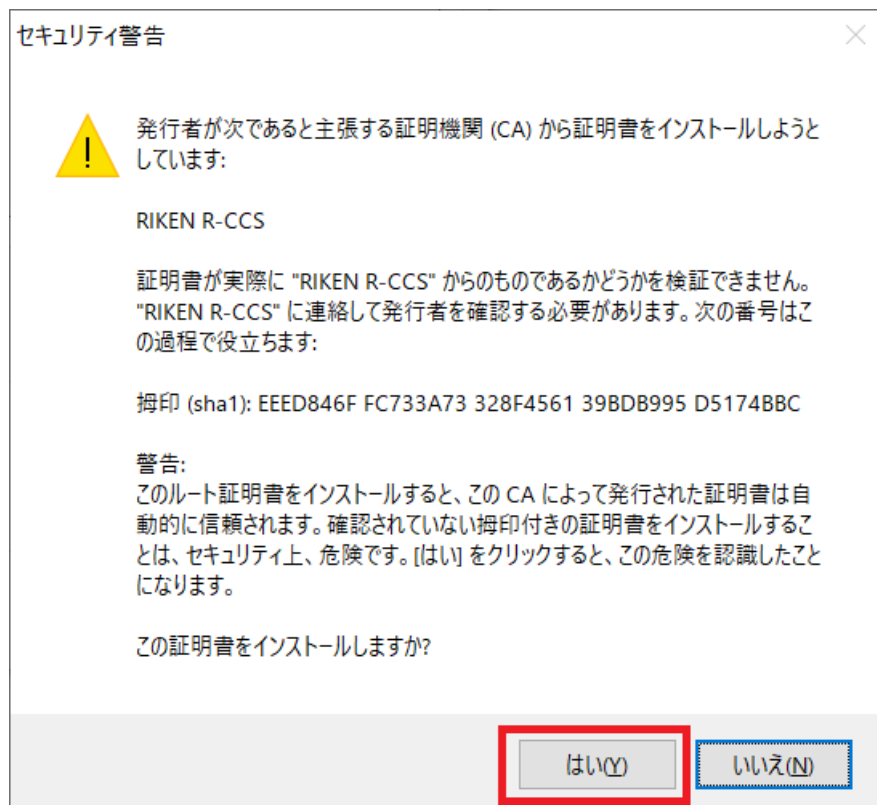 セキュリティ警告
発行者が次であると主張する証明機関 (CA) から証明書をインストールしようと
しています:
RIKEN R-CCS
証明書が実際に "RIKEN R-CCS" からのものであるかどうかを検証できません。
"RIKEN R-CCS" に連絡して発行者を確認する必要があります。次の番号はこ
の過程で役立ちます:
拇印 (sha1): EEED846F FC733A73 328F4561 39BDB995 D5174BBC
警告:
このルート証明書をインストールすると、この CA によって発行された証明書は自
動的に信頼されます。確認されていない拇印付きの証明書をインストールするこ
とは、セキュリティ上、危険です。[はい] をクリックすると、この危険を認識したこと
になります。
この証明書をインストールしますか?
はい(Y)
いいえ(N)